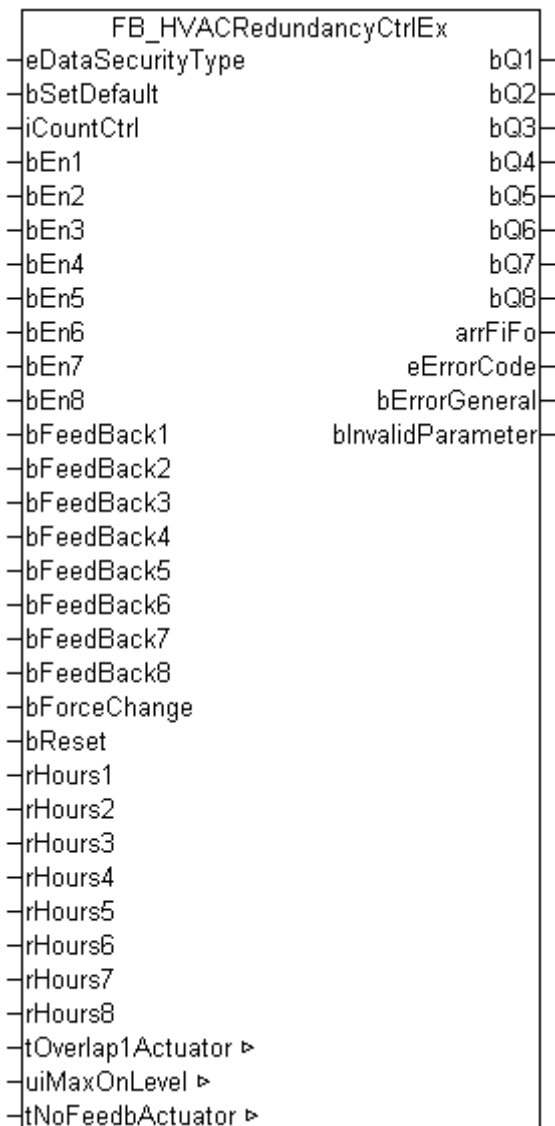 FB_HVACRedundancyCtrlEx
eDataSecurityType bQ1
bSetDefault bQ2
iCountCtrl bQ3
bEn1 bQ4
bEn2 bQ5
bEn3 bQ6
bEn4 bQ7
bEn5 bQ8
bEn6 arrFiFo
bEn7 eErrorCode
bEn8 bErrorGeneral
bFeedBack1 bInvalidParameter
bFeedBack2
bFeedBack3
bFeedBack4
bFeedBack5
bFeedBack6
bFeedBack7
bFeedBack8
bForceChange
bReset
rHours1
rHours2
rHours3
rHours4
rHours5
rHours6
rHours7
rHours8
tOverlap1Actuator ▹
uiMaxOnLevel ▹
tNoFeedbActuator ▹